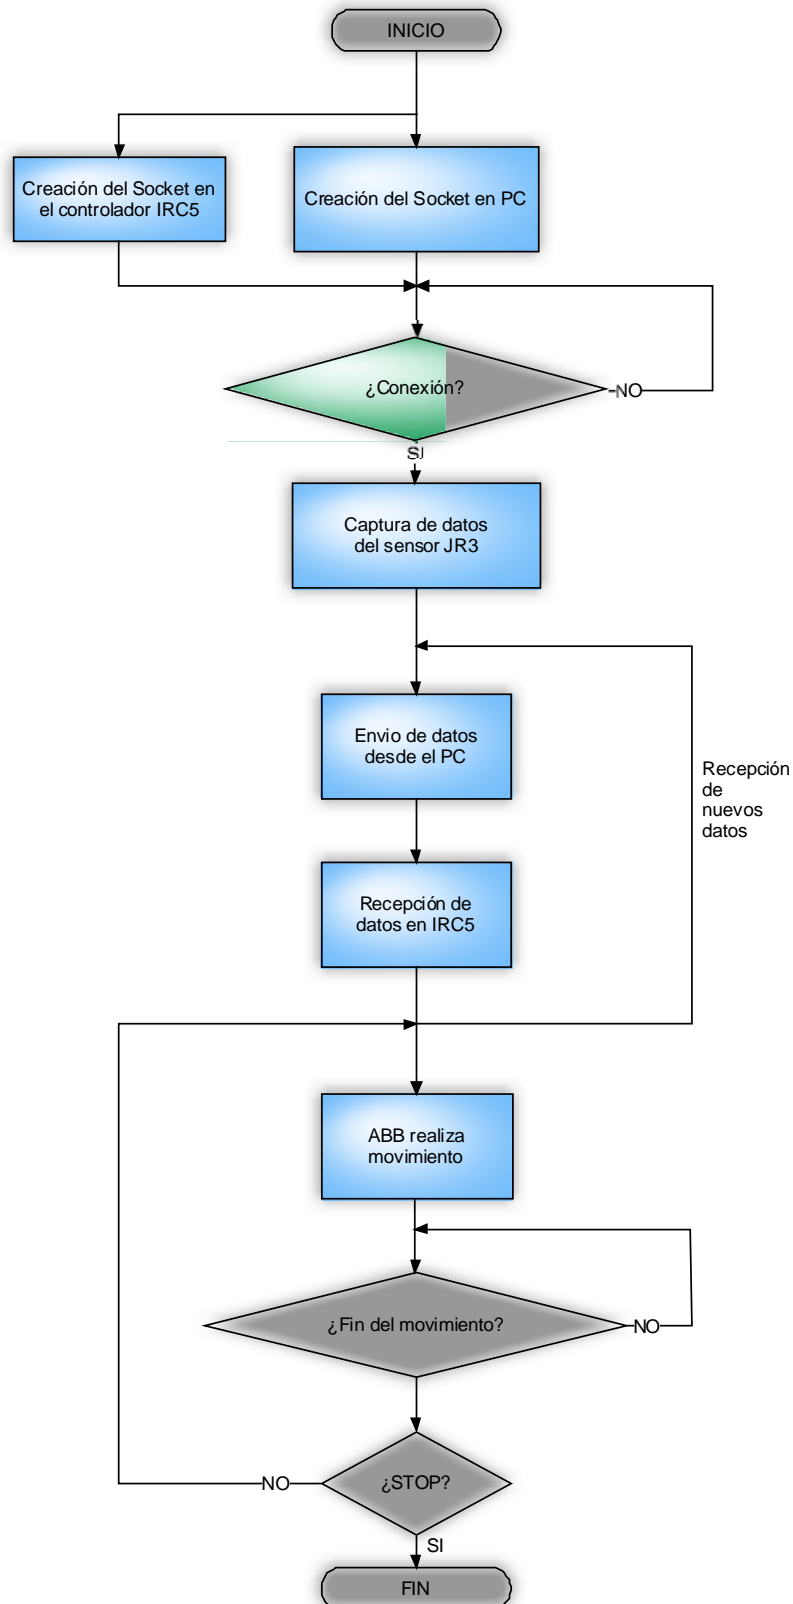 INICIO
Creación del Socket en
el controlador IRC5
Creación del Socket en PC
¿Conexión?
NO
SI
Captura de datos
del sensor JR3
Envio de datos
desde el PC
Recepción
de
nuevos
datos
Recepción de
datos en IRC5
ABB realiza
movimiento
¿Fin del movimiento?
NO
¿STOP?
NO
SI
FIN